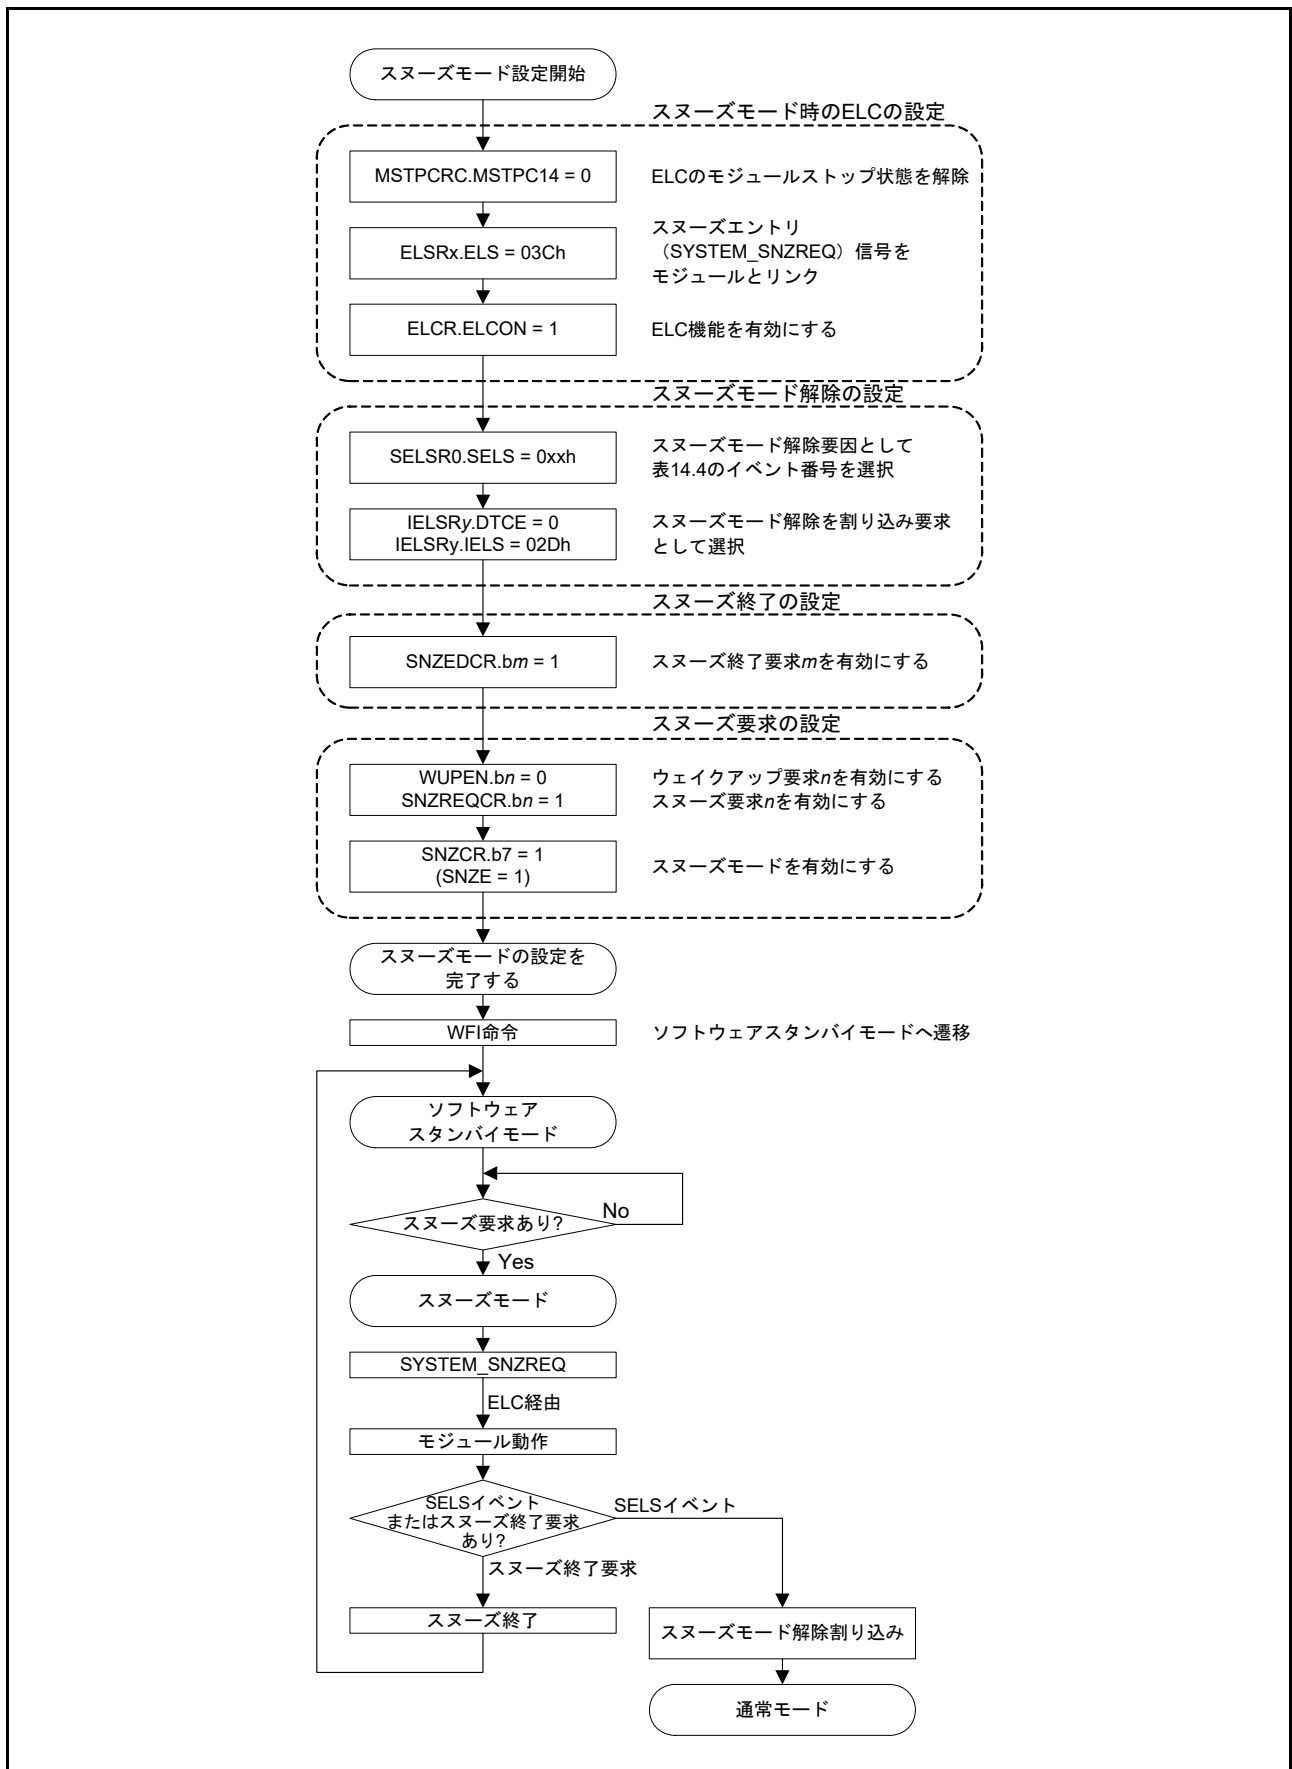 スヌーズモード設定開始
スヌーズモード時のELCの設定
MSTPCRC.MSTPC14 = 0
ELCのモジュールストップ状態を解除
ELSRx.ELS = 03Ch
スヌーズエントリ
（SYSTEM_SNZREQ）信号を
モジュールとリンク
ELCR.ELCON = 1
ELC機能を有効にする
スヌーズモード解除の設定
SELSR0.SELS = 0xxh
スヌーズモード解除要因として
表14.4のイベント番号を選択
IELSRy.DTCE = 0
IELSRy.IELS = 02Dh
スヌーズモード解除を割り込み要求
として選択
スヌーズ終了の設定
SNZEDCR.bm = 1
スヌーズ終了要求mを有効にする
スヌーズ要求の設定
WUPEN.bn = 0
SNZREQCR.bn = 1
ウェイクアップ要求nを有効にする
スヌーズ要求nを有効にする
SNZCR.b7 = 1
(SNZE = 1)
スヌーズモードを有効にする
スヌーズモードの設定を
完了する
WFI命令
ソフトウェアスタンバイモードへ遷移
ソフトウェア
スタンバイモード
スヌーズ要求あり?
No
Yes
スヌーズモード
SYSTEM_SNZREQ
ELC経由
モジュール動作
SELSイベント
またはスヌーズ終了要求
あり?
SELSイベント
スヌーズ終了要求
スヌーズ終了
スヌーズモード解除割り込み
通常モード